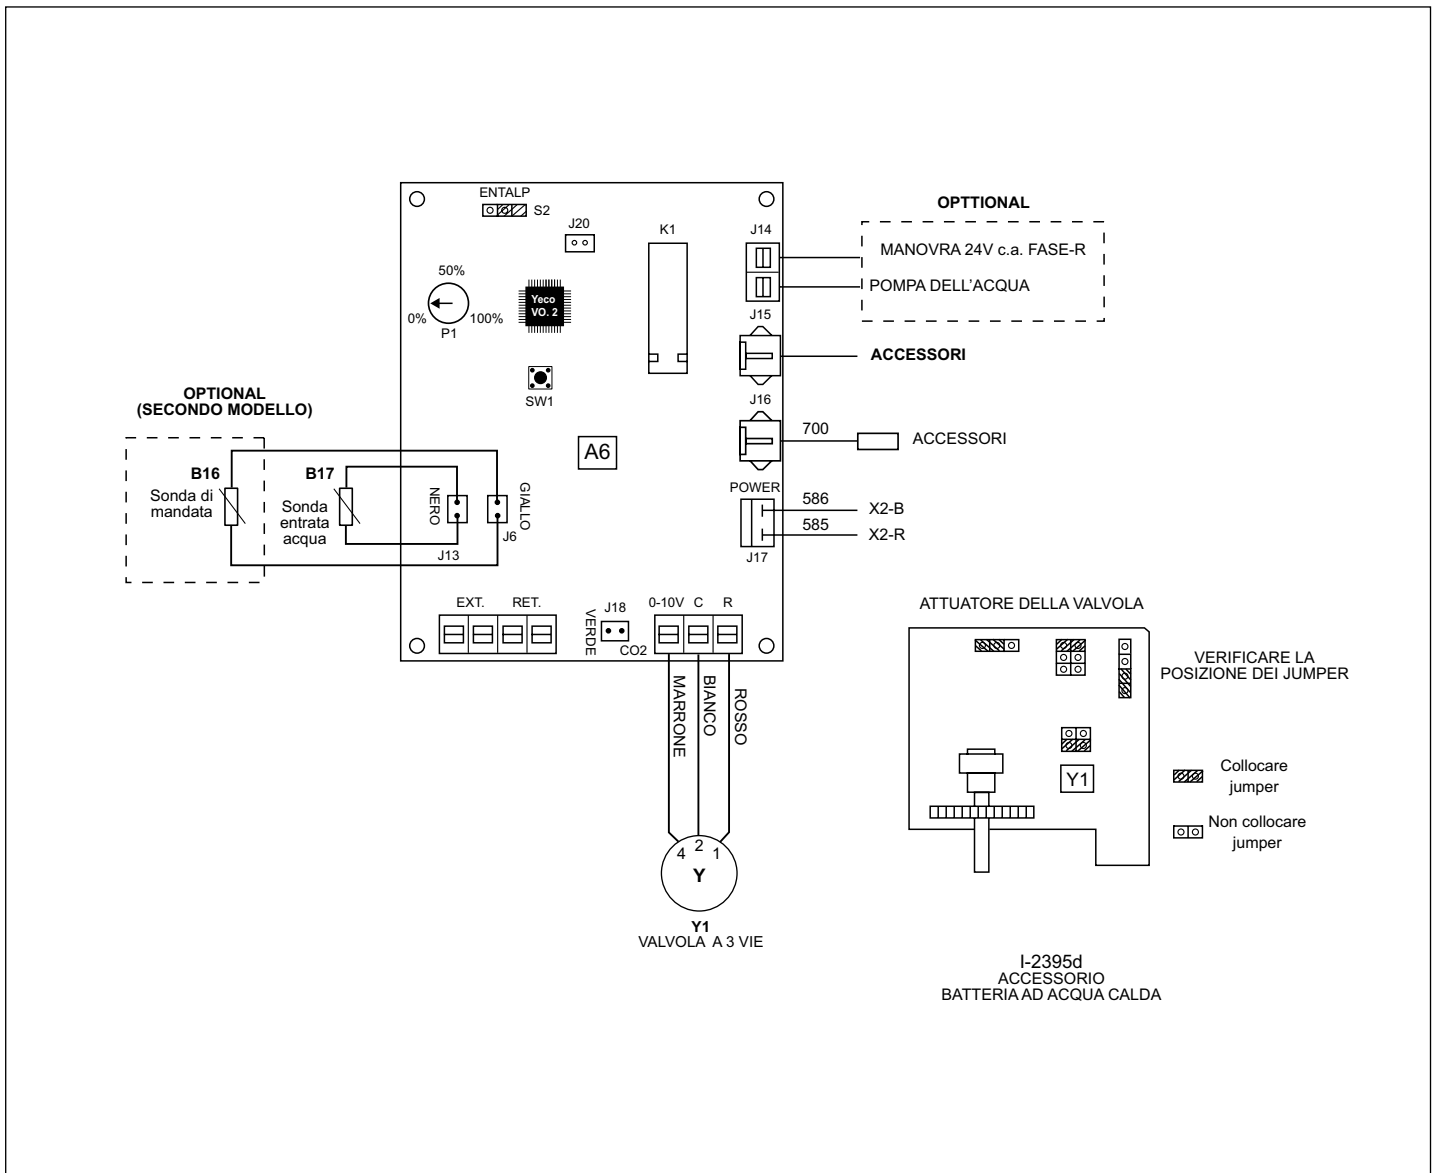 ENTALP
S2
J20
K1
J14
OPTTIONAL
MANOVRA 24V c.a. FASE-R
POMPA DELL'ACQUA
50%
0%
100%
P1
Yeco
VO. 2
J15
ACCESSORI
SW1
J16
700
ACCESSORI
OPTIONAL
(SECONDO MODELLO)
A6
B16
Sonda di
mandata
B17
Sonda
entrata
acqua
NERO
GIALLO
J13
J6
POWER
586
X2-B
585
X2-R
J17
EXT.
RET.
VERDE
J18
CO2
0-10V
C
R
MARRONE
BIANCO
ROSSO
4
2
1
Y
Y1
VALVOLA A 3 VIE
ATTUATORE DELLA VALVOLA
VERIFICARE LA
POSIZIONE DEI JUMPER
Y1
Collocare
jumper
Non collocare
jumper
I-2395d
ACCESSORIO
BATTERIA AD ACQUA CALDA